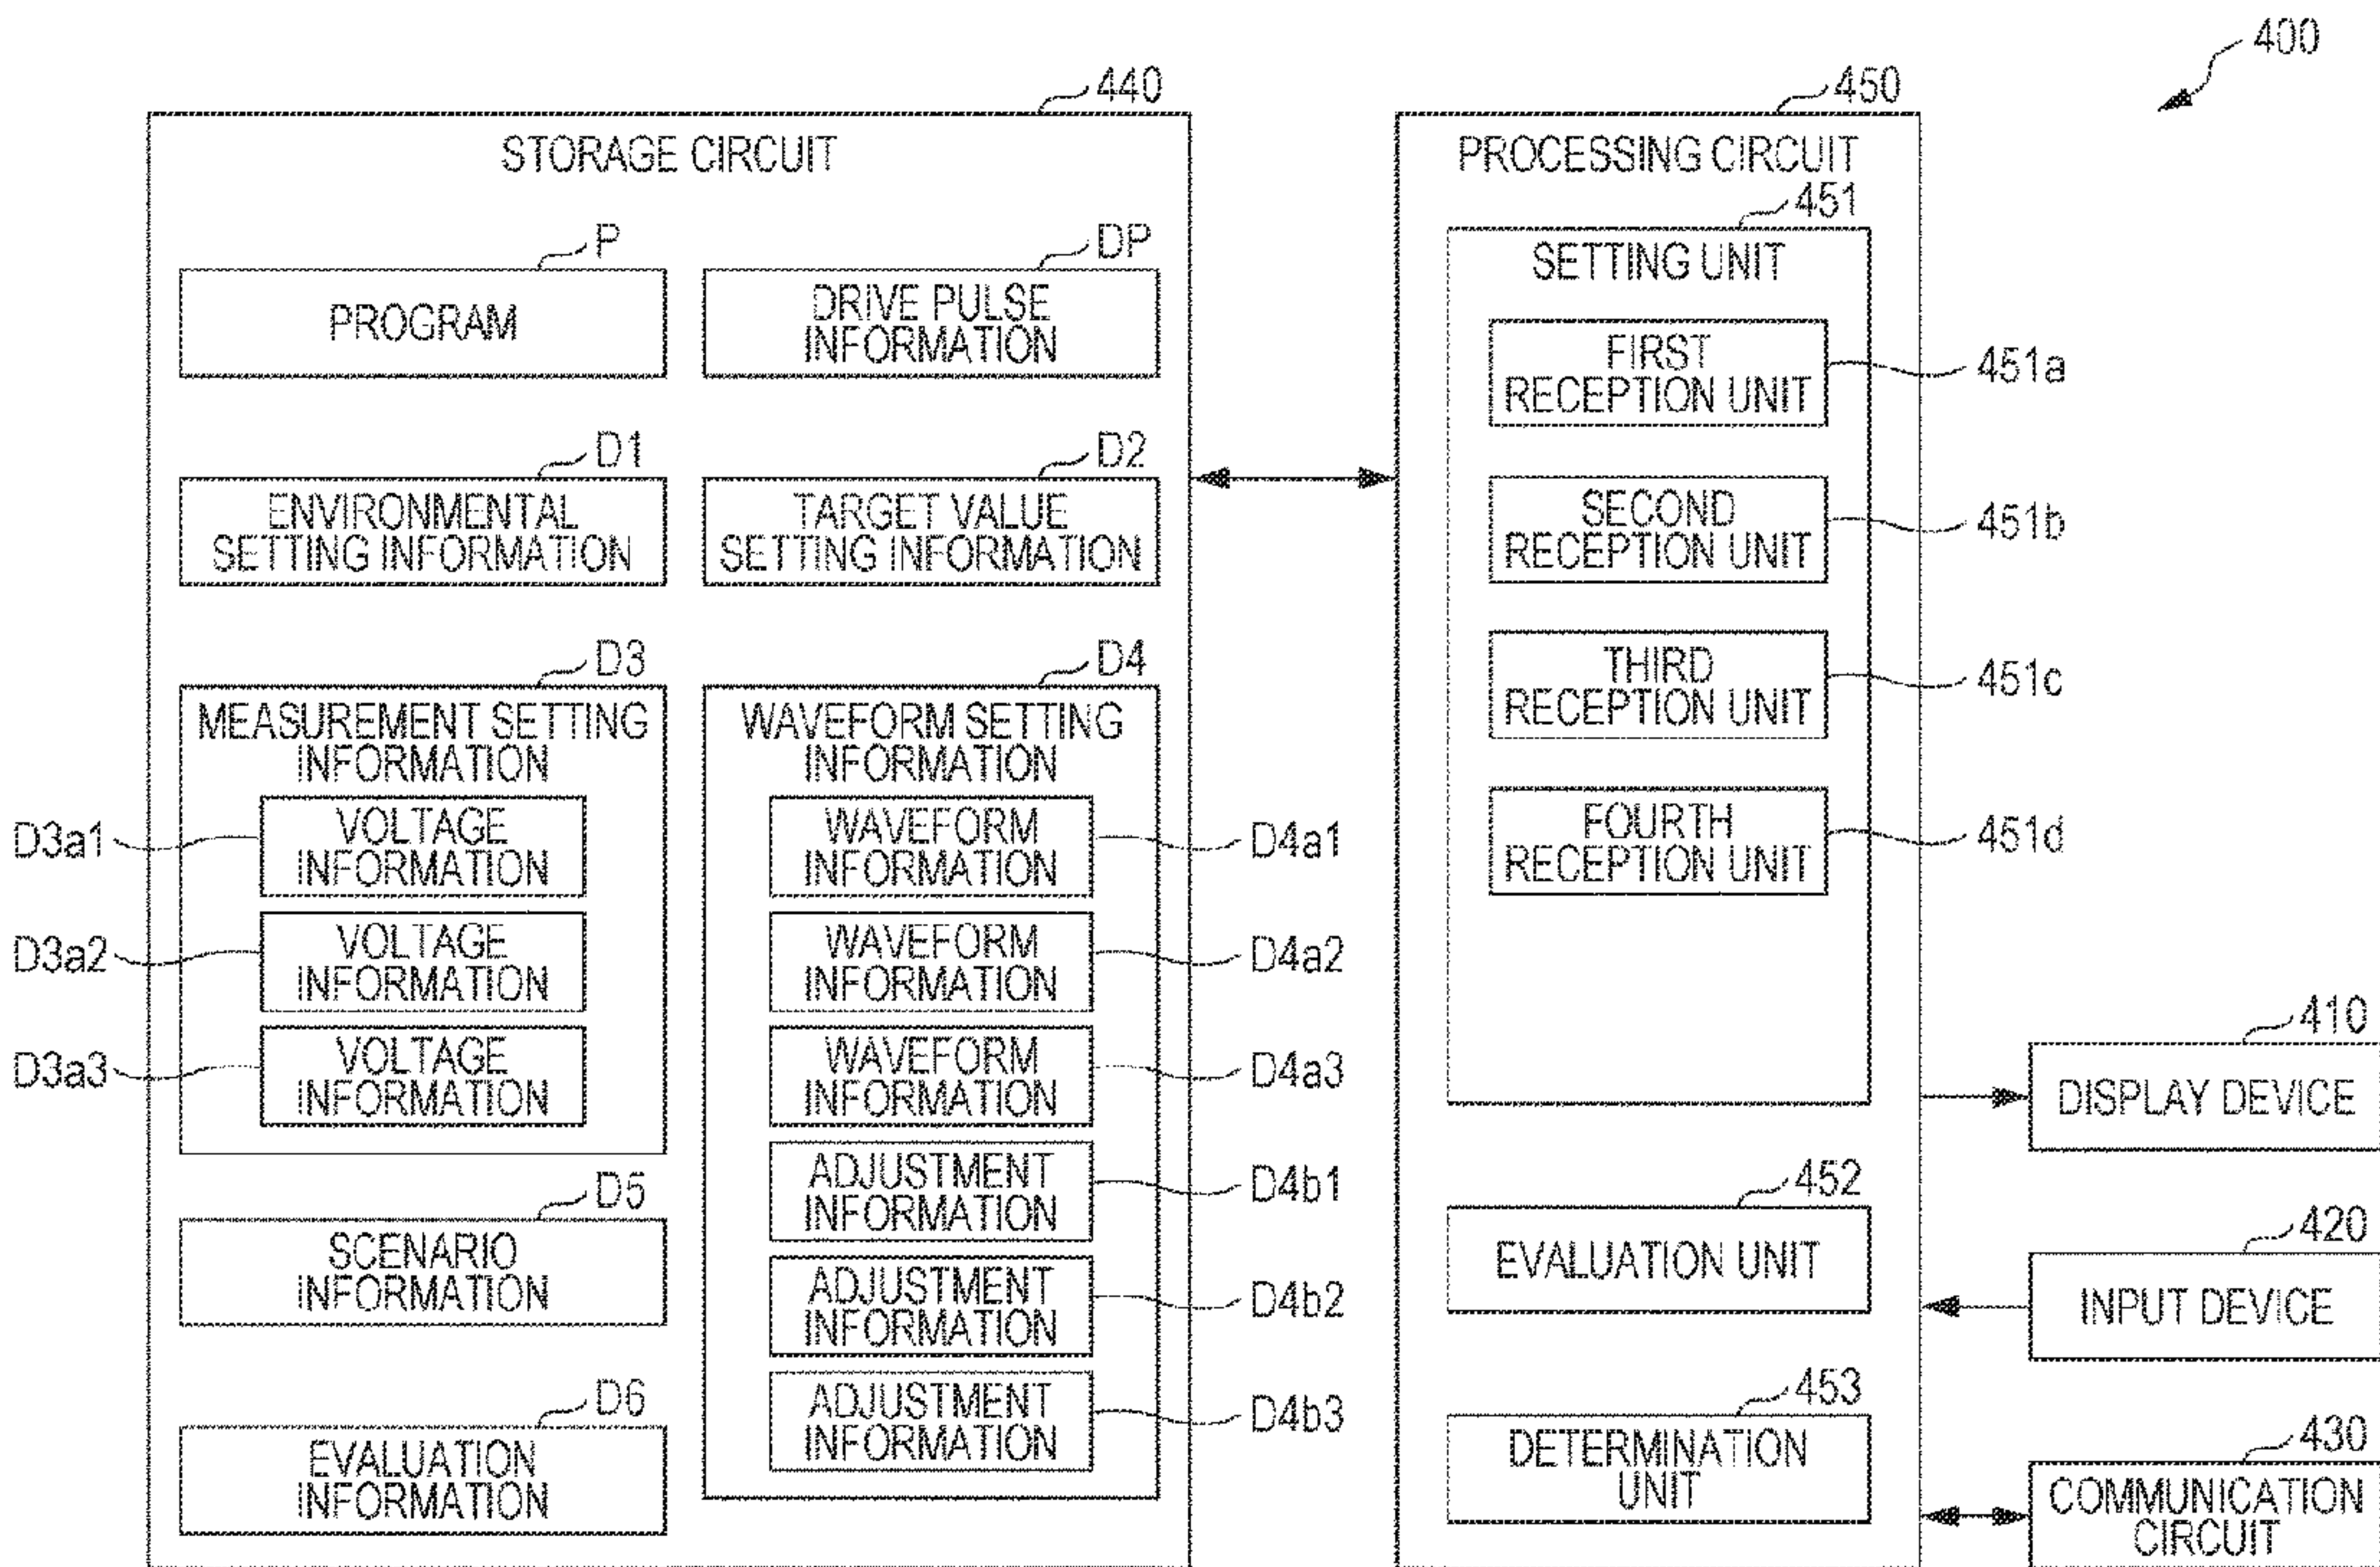 400
440
STORAGE CIRCUIT
P
PROGRAM
DP
DRIVE PULSE
INFORMATION
D1
ENVIRONMENTAL
SETTING INFORMATION
D2
TARGET VALUE
SETTING INFORMATION
D3
MEASUREMENT SETTING
INFORMATION
D3a1
VOLTAGE
INFORMATION
D3a2
VOLTAGE
INFORMATION
D3a3
VOLTAGE
INFORMATION
D4
WAVEFORM SETTING
INFORMATION
WAVEFORM
INFORMATION
D4a1
WAVEFORM
INFORMATION
D4a2
WAVEFORM
INFORMATION
D4a3
ADJUSTMENT
INFORMATION
D4b1
ADJUSTMENT
INFORMATION
D4b2
ADJUSTMENT
INFORMATION
D4b3
D5
SCENARIO
INFORMATION
D6
EVALUATION
INFORMATION
450
PROCESSING CIRCUIT
451
SETTING UNIT
FIRST
RECEPTION UNIT
451a
SECOND
RECEPTION UNIT
451b
THIRD
RECEPTION UNIT
451c
FOURTH
RECEPTION UNIT
451d
452
EVALUATION UNIT
453
DETERMINATION
UNIT
410
DISPLAY DEVICE
420
INPUT DEVICE
430
COMMUNICATION
CIRCUIT